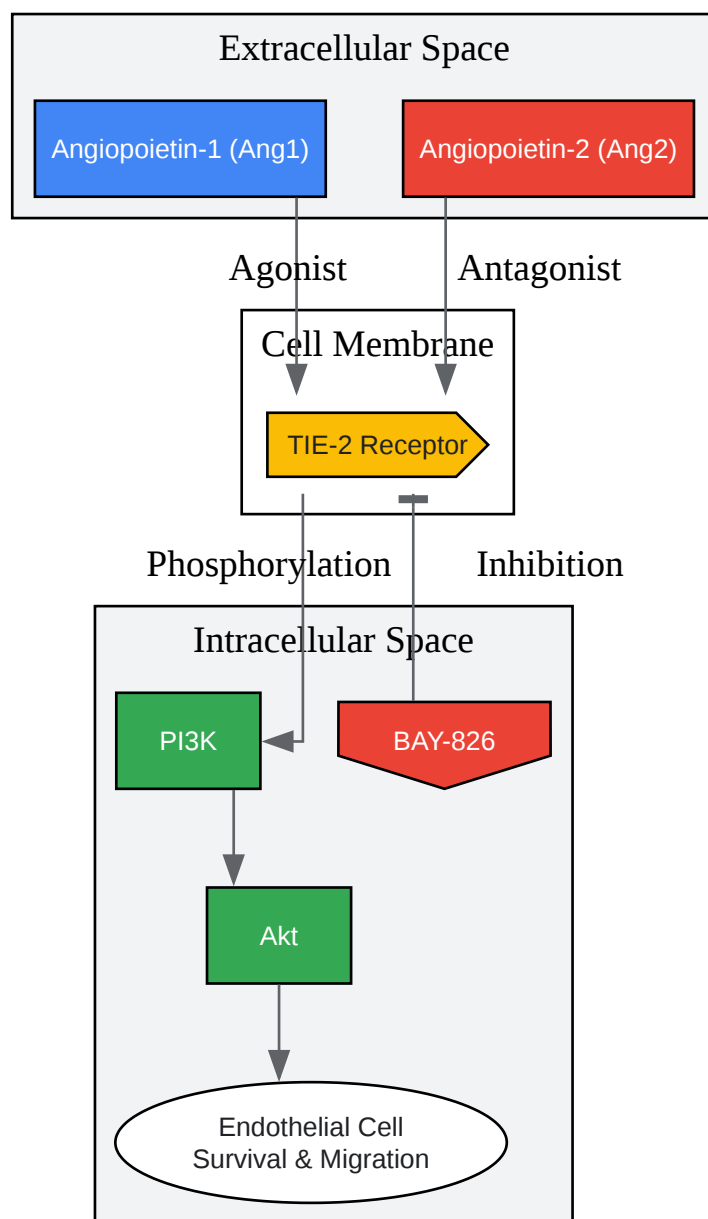 Extracellular Space
Angiopoietin-1 (Ang1)
Angiopoietin-2 (Ang2)
Agonist
Antagonist
Cell Membrane
TIE-2 Receptor
Phosphorylation
Inhibition
Intracellular Space
PI3K
BAY-826
Akt
Endothelial Cell
Survival & Migration